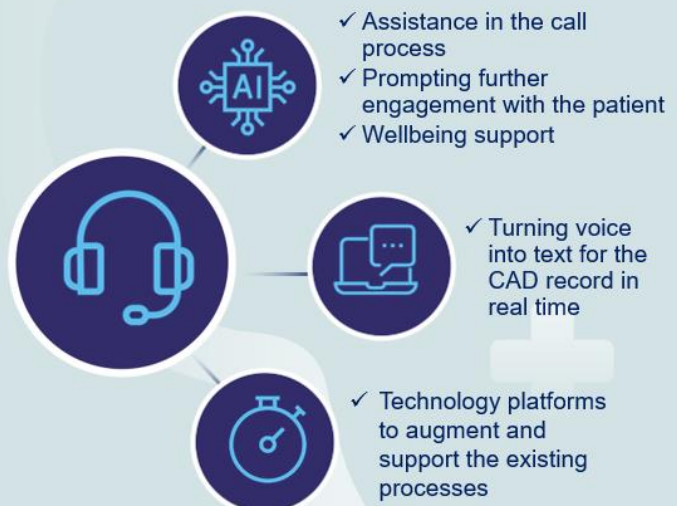 ✓ Assistance in the call
process
✓ Prompting further
engagement with the patient
✓ Wellbeing support
AI
✓ Turning voice
into text for the
CAD record in
real time
✓ Technology platforms
to augment and
support the existing
processes